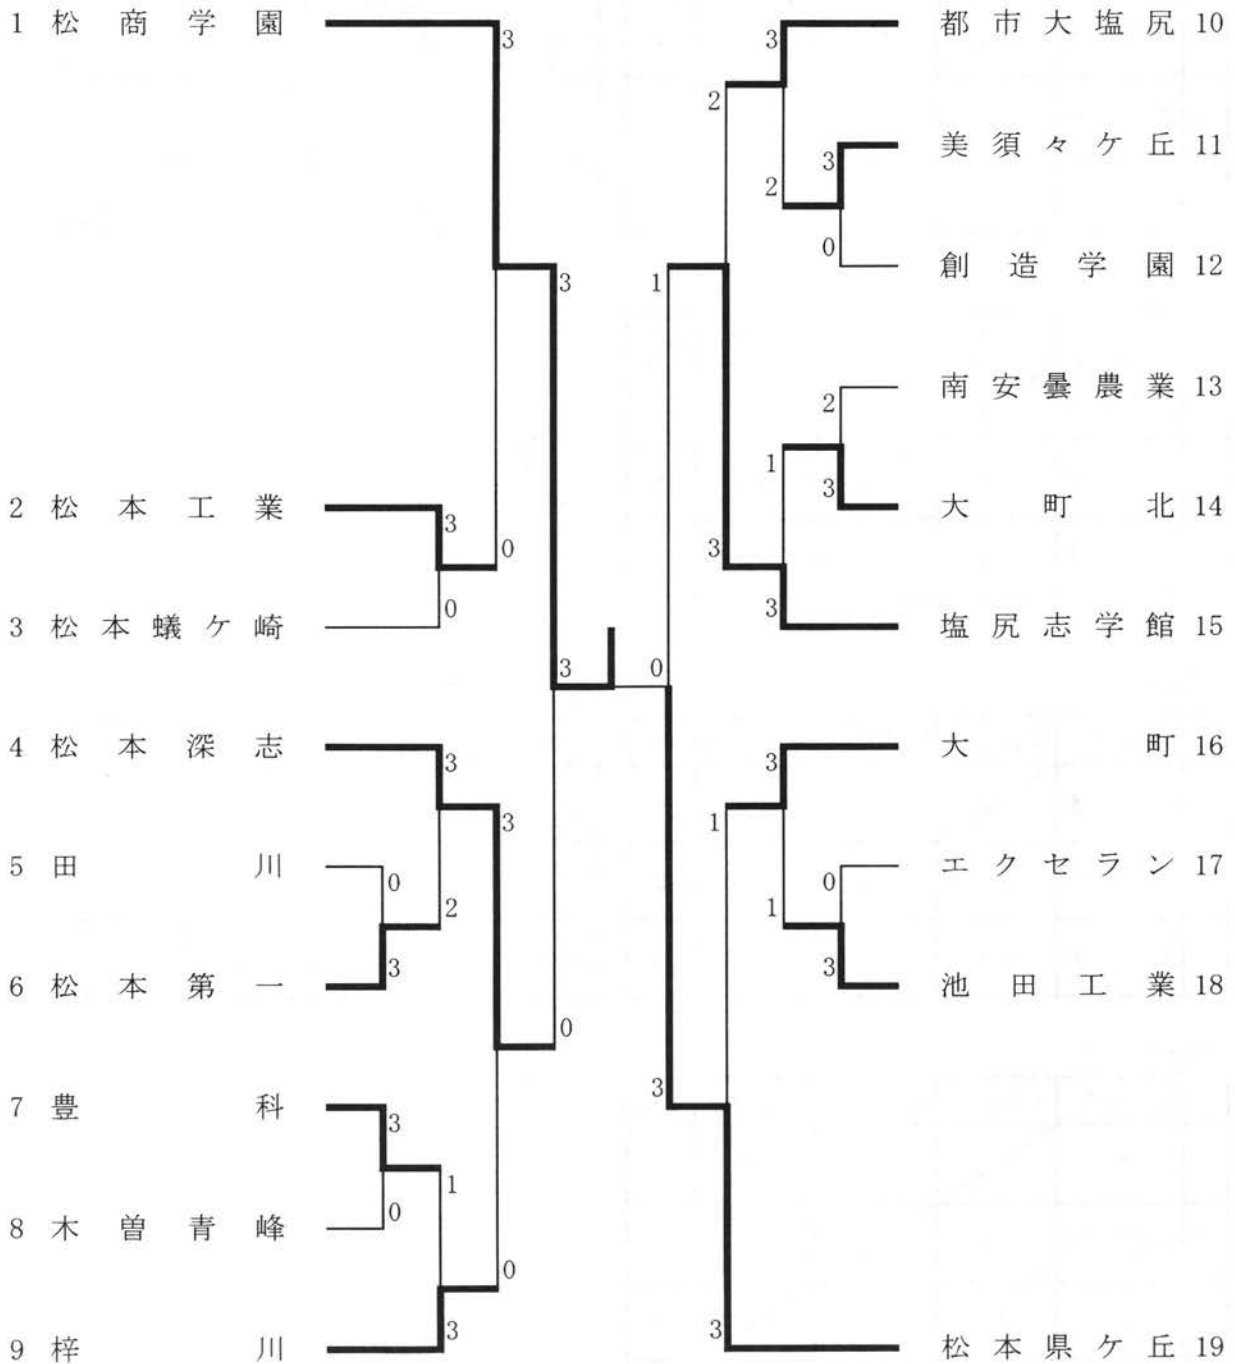 1 松商学園
3
3
0
3
2 松本工業
3
0
3 松本蟻ケ崎
4 松本深志
3
3
2
0
5 田川
0
3
6 松本第一
7 豊科
3
0
1
0
8 木曽青峰
9 梓川
3
都市大塩尻 10
3
2
2
美須々ケ丘 11
3
0
創造学園 12
1
南安曇農業 13
2
3
1
大町北 14
3
3
塩尻志学館 15
0
大町 16
3
1
1
エクセラン 17
0
3
池田工業 18
3
3
松本県ケ丘 19